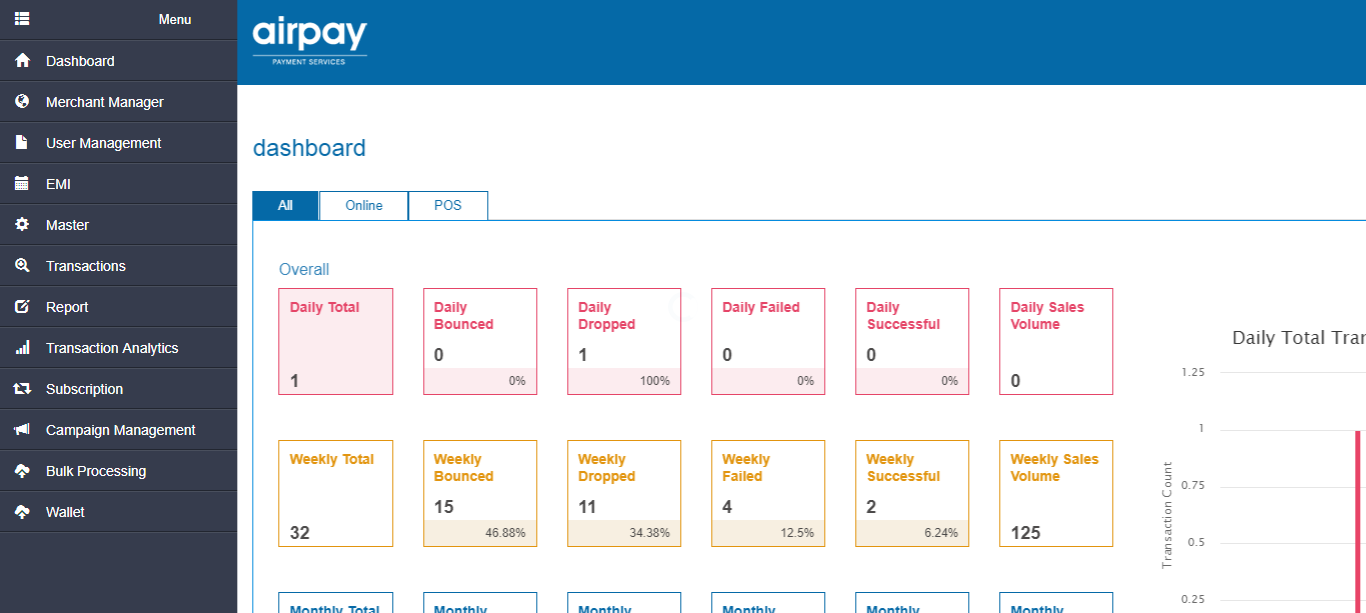 Menu
Dashboard
Merchant Manager
User Management
EMI
Master
Transactions
Report
Transaction Analytics
Subscription
Campaign Management
Bulk Processing
Wallet
airpay
PAYMENT SERVICES
dashboard
All Online POS
Overall
Daily Total
1
Daily
Bounced
0
0%
Daily
Dropped
1
100%
Daily Failed
0
0%
Daily
Successful
0
0%
Daily Sales
Volume
0
Weekly Total
32
Weekly
Bounced
15
46.88%
Weekly
Dropped
11
34.38%
Weekly
Failed
4
12.5%
Weekly
Successful
2
6.24%
Weekly Sales
Volume
125
Monthly Total
Monthly
Monthly
Monthly
Monthly
Monthly
Daily Total Tra
1.25
1
0.75
0.5
0.25
Transaction Count